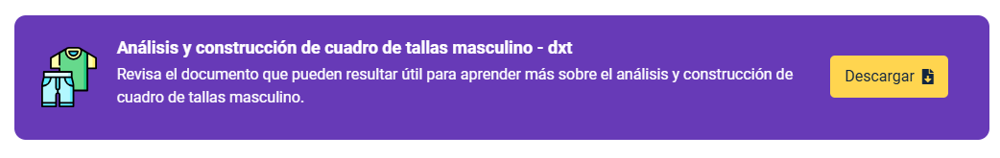 Análisis y construcción de cuadro de tallas masculino - dxt
Revisa el documento que pueden resultar útil para aprender más sobre el análisis y construcción de
cuadro de tallas masculino.
Descargar